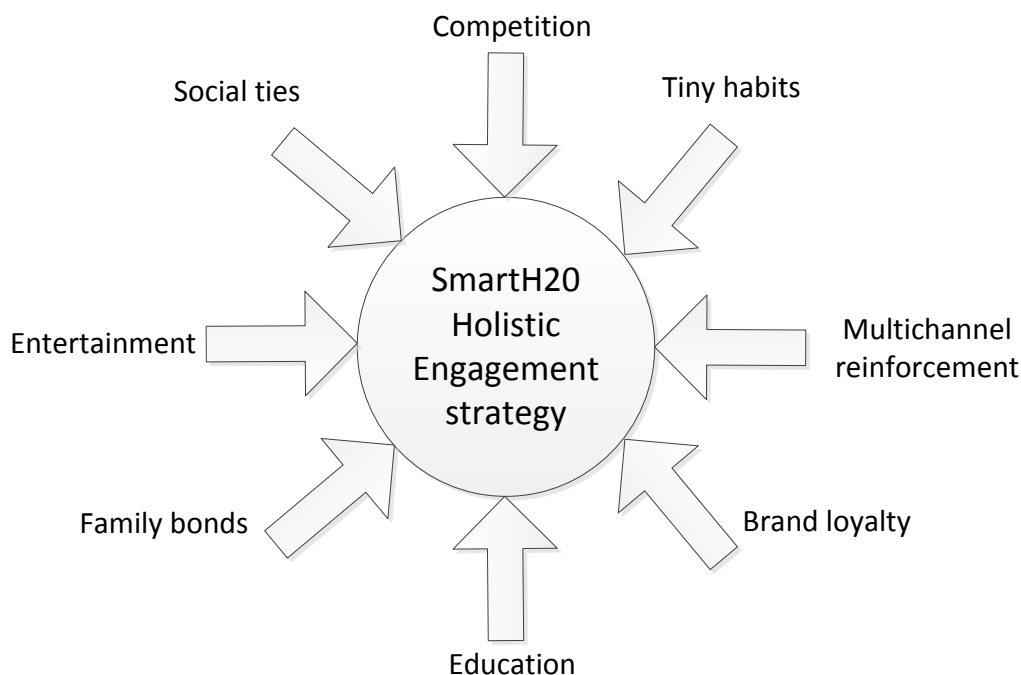 Competition
Social ties
Tiny habits
SmartH20
Holistic
Engagement
strategy
Entertainment
Multichannel
reinforcement
Family bonds
Brand loyalty
Education